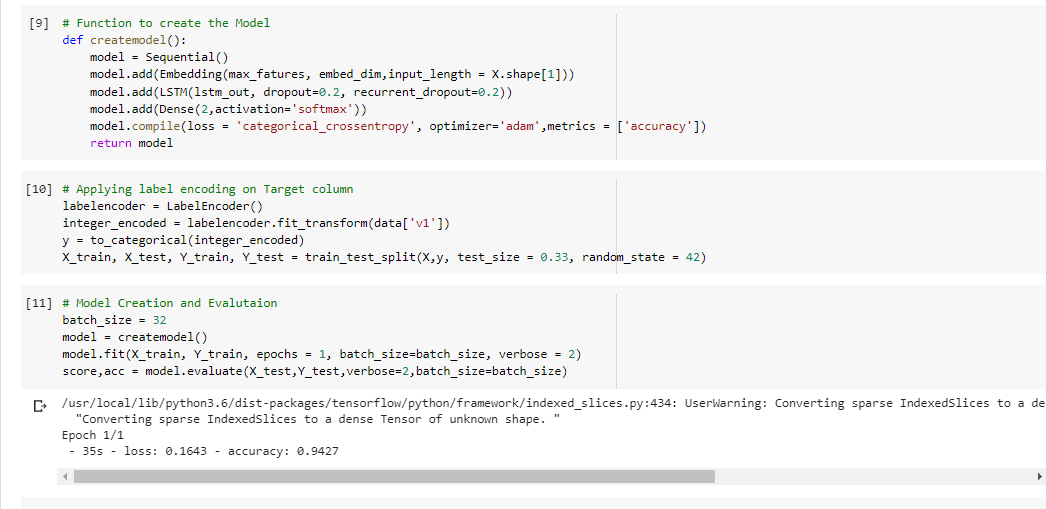 [9] # Function to create the Model
def createmodel():
model = Sequential()
model.add(Embedding(max_fatures, embed_dim,input_length = X.shape[1]))
model.add(LSTM(lstm_out, dropout=0.2, recurrent_dropout=0.2))
model.add(Dense(2,activation='softmax'))
model.compile(loss = 'categorical_crossentropy', optimizer='adam',metrics = ['accuracy'])
return model
[10] # Applying label encoding on Target column
labelencoder = LabelEncoder()
integer_encoded = labelencoder.fit_transform(data['v1'])
y = to_categorical(integer_encoded)
X_train, X_test, Y_train, Y_test = train_test_split(X,y, test_size = 0.33, random_state = 42)
[11] # Model Creation and Evalutaion
batch_size = 32
model = createmodel()
model.fit(X_train, Y_train, epochs = 1, batch_size=batch_size, verbose = 2)
score,acc = model.evaluate(X_test,Y_test,verbose=2,batch_size=batch_size)
/usr/local/lib/python3.6/dist-packages/tensorflow/python/framework/indexed_slices.py:434: UserWarning: Converting sparse IndexedSlices to a de
"Converting sparse IndexedSlices to a dense Tensor of unknown shape. "
Epoch 1/1
- 35s - loss: 0.1643 - accuracy: 0.9427